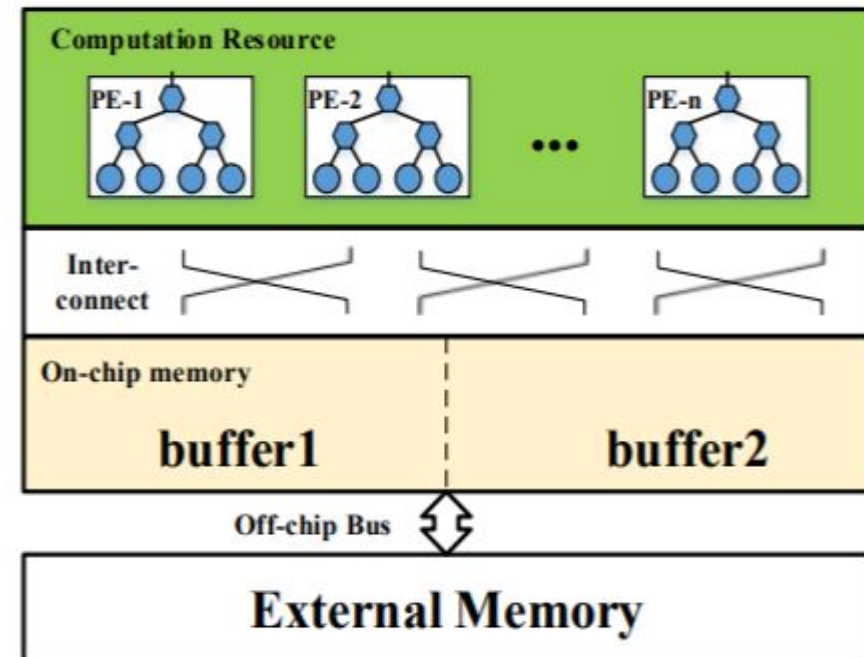 Computation Resource
PE-1
PE-2
•••
PE-n
Inter-
connect
On-chip memory
buffer1
buffer2
Off-chip Bus
External Memory